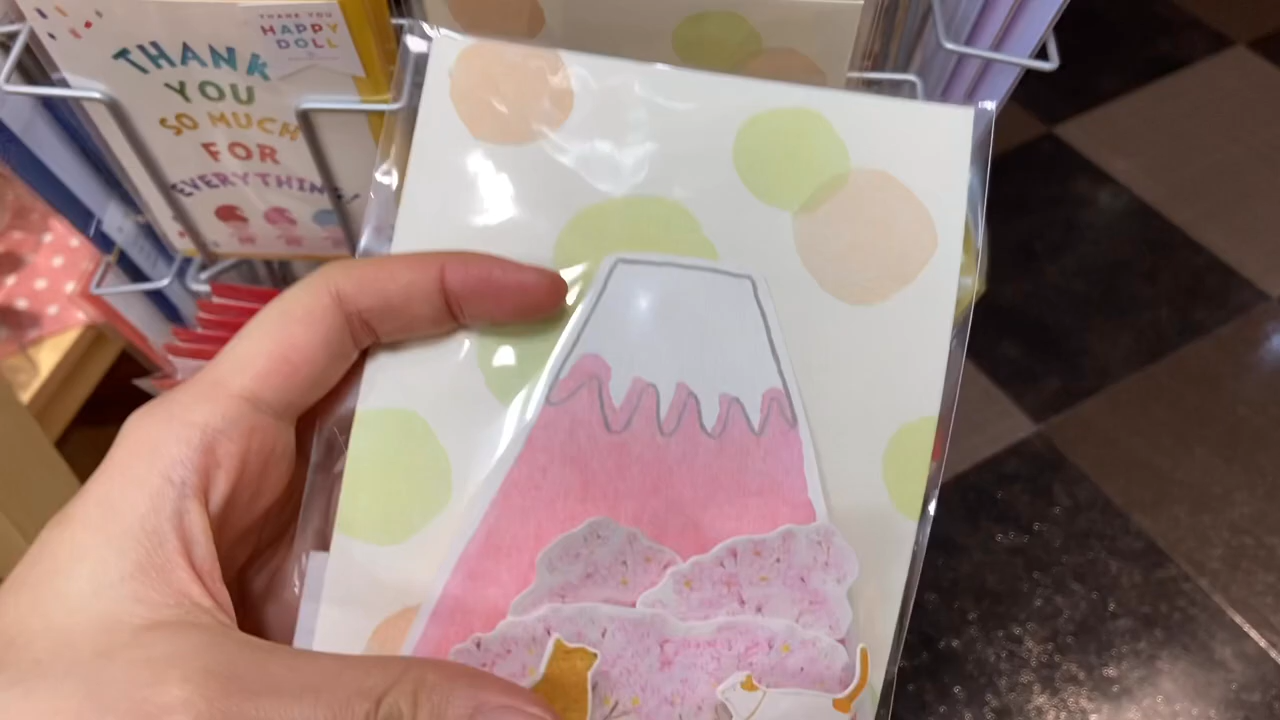 THANK YOU
HAPPY
DOLL
THANK
YOU
SO MUCH
FOR
EVERYTHING